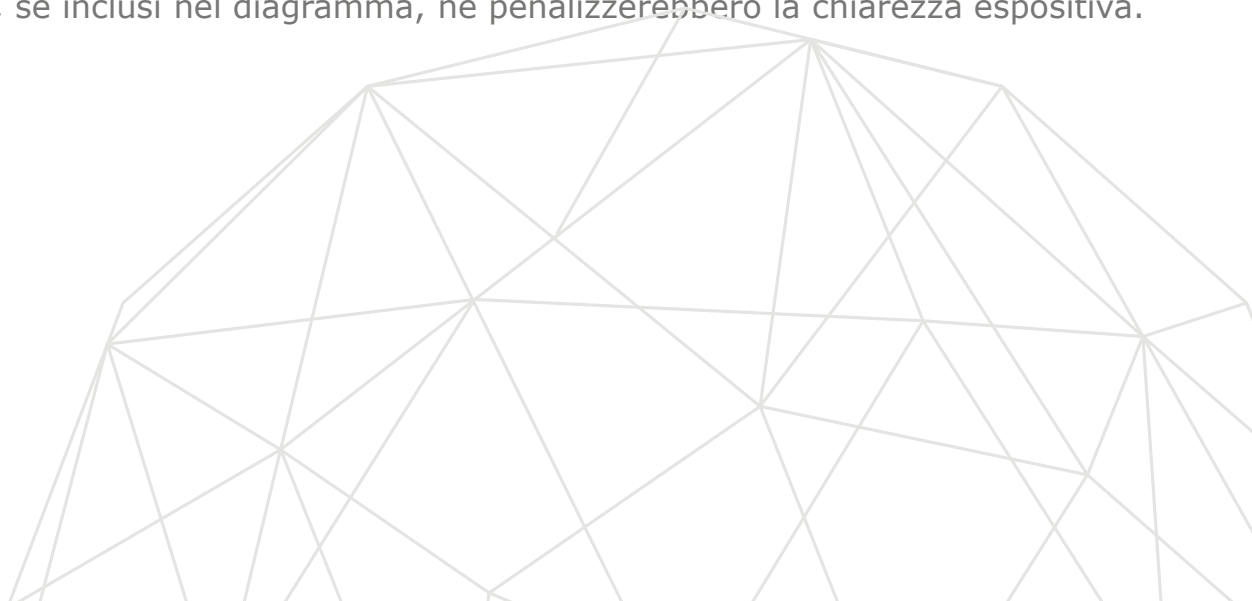 , se inclusi nel diagramma, ne penalizzerebbero la chiarezza espositiva.